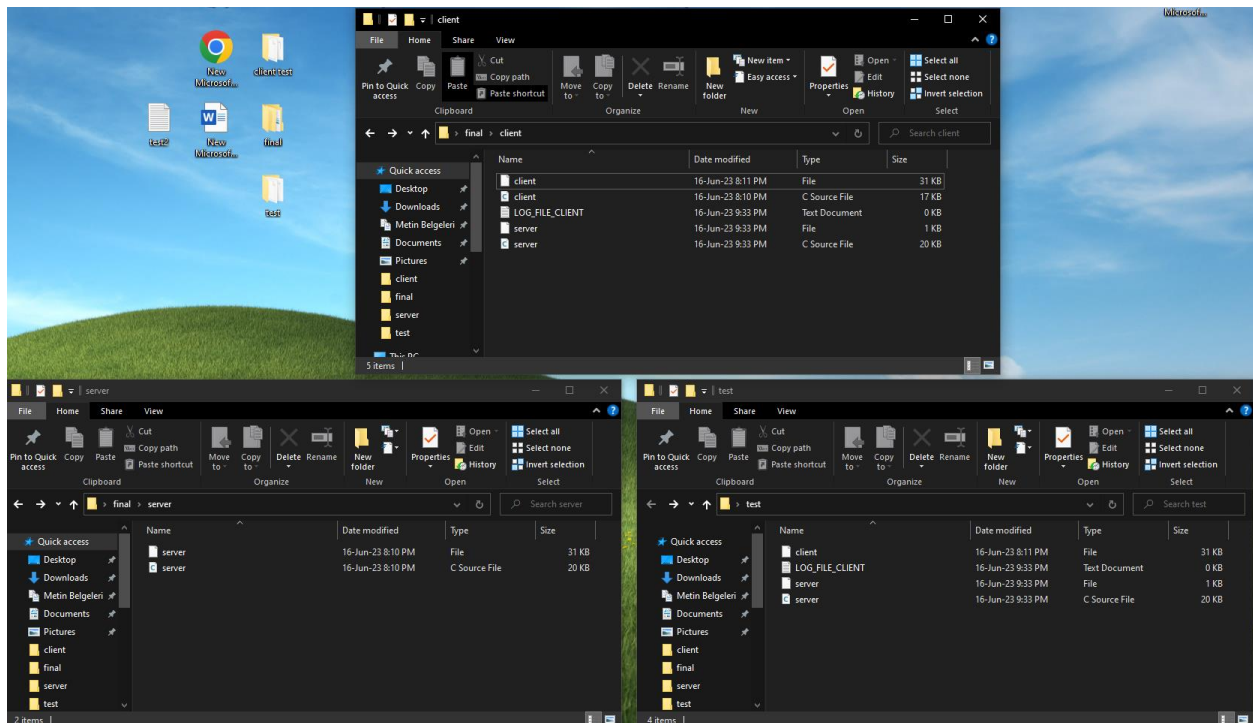 Microsoft...
New
Microsof...
client test
test2
New
Microsof...
final
test
client
File Home Share View
Pin to Quick access
Copy
Paste
Cut
Copy path
Paste shortcut
Move to
Copy to
Delete
Rename
New folder
New item
Easy access
Properties
Open
Edit
History
Select all
Select none
Invert selection
Clipboard Organize New Open Select
final > client
Search client
Name Date modified Type Size
Quick access
Desktop
Downloads
Metin Belgeleri
Documents
Pictures
client
final
server
test
This PC
client 16-Jun-23 8:11 PM File 31 KB
client 16-Jun-23 8:10 PM C Source File 17 KB
LOG_FILE_CLIENT 16-Jun-23 9:33 PM Text Document 0 KB
server 16-Jun-23 9:33 PM File 1 KB
server 16-Jun-23 9:33 PM C Source File 20 KB
5 items
server
File Home Share View
Pin to Quick access
Copy
Paste
Cut
Copy path
Paste shortcut
Move to
Copy to
Delete
Rename
New folder
Properties
Open
Edit
History
Select all
Select none
Invert selection
Clipboard Organize New Open Select
final > server
Search server
Name Date modified Type Size
Quick access
Desktop
Downloads
Metin Belgeleri
Documents
Pictures
client
final
server
test
server 16-Jun-23 8:10 PM File 31 KB
server 16-Jun-23 8:10 PM C Source File 20 KB
2 items
test
File Home Share View
Pin to Quick access
Copy
Paste
Cut
Copy path
Paste shortcut
Move to
Copy to
Delete
Rename
New folder
Properties
Open
Edit
History
Select all
Select none
Invert selection
Clipboard Organize New Open Select
test
Search test
Name Date modified Type Size
Quick access
Desktop
Downloads
Metin Belgeleri
Documents
Pictures
client
final
server
test
client 16-Jun-23 8:11 PM File 31 KB
LOG_FILE_CLIENT 16-Jun-23 9:33 PM Text Document 0 KB
server 16-Jun-23 9:33 PM File 1 KB
server 16-Jun-23 9:33 PM C Source File 20 KB
4 items